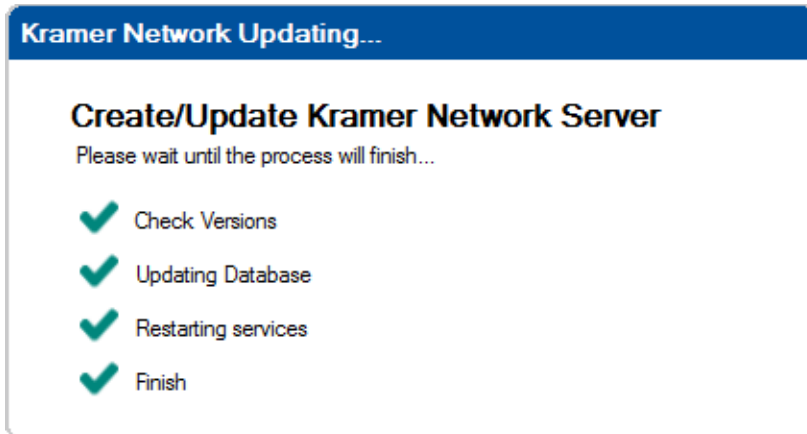 Kramer Network Updating...
Create/Update Kramer Network Server
Please wait until the process will finish...
Check Versions
Updating Database
Restarting services
Finish